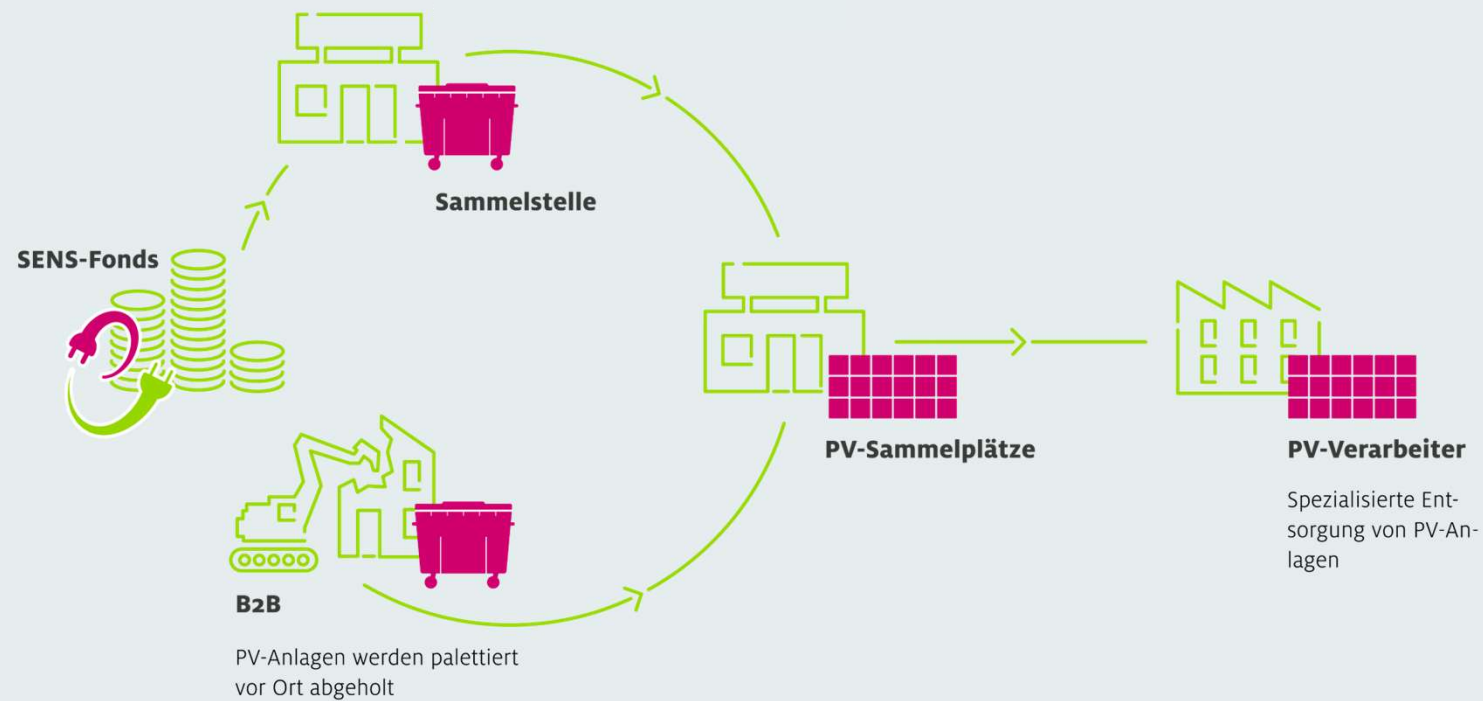 Sammelstelle
SENS-Fonds
PV-Sammelplätze
PV-Verarbeiter
Spezialisierte Ent-
sorgung von PV-An-
lagen
B2B
PV-Anlagen werden palettiert
vor Ort abgeholt